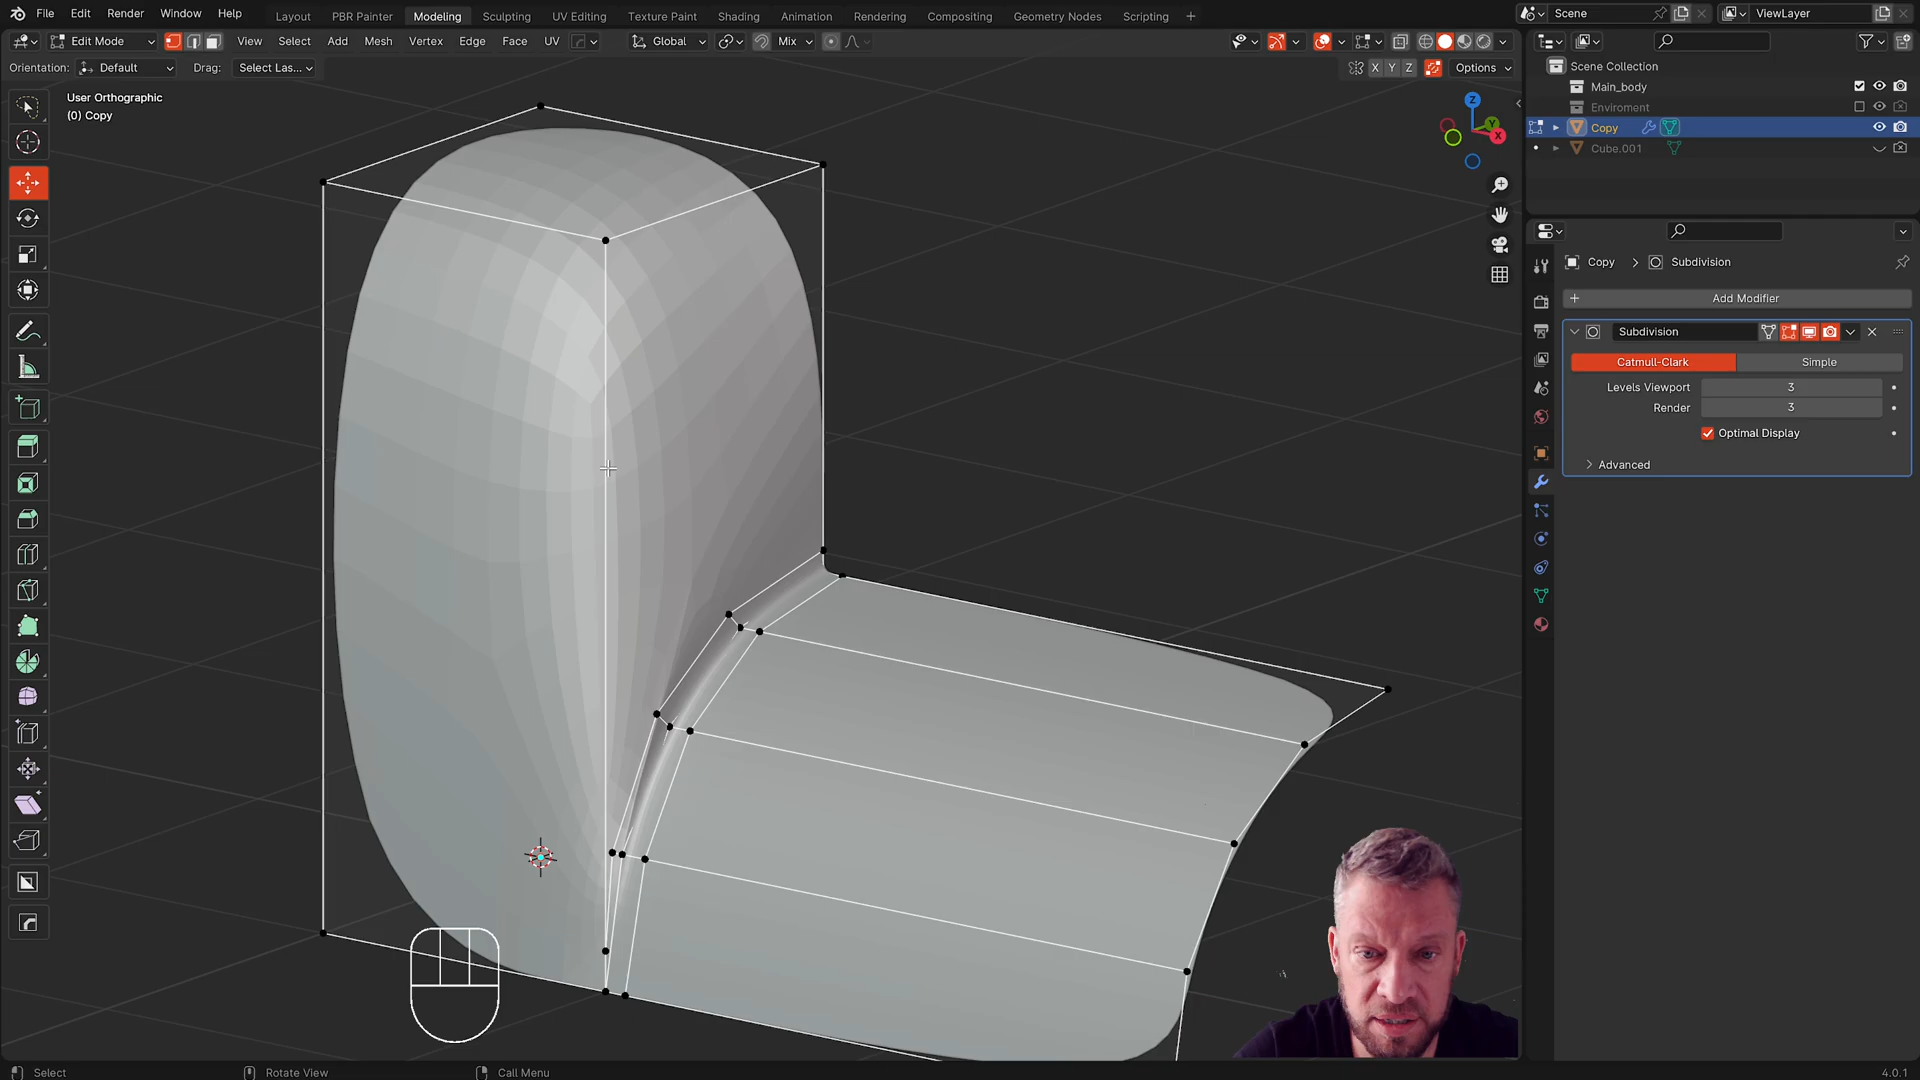 File Edit Render Window Help Layout PBR Painter Modeling Sculpting UV Editing Texture Paint Shading Animation Rendering Compositing Geometry Nodes Scripting + Scene ViewLayer
Edit Mode View Select Add Mesh Vertex Edge Face UV Global Mix
Orientation: Default Drag: Select Las... X Y Z Options
User Orthographic
(0) Copy
Z
Y
X
Scene Collection
Main_body
Enviroment
Copy
Cube.001
Copy > Subdivision
+ Add Modifier
Subdivision
Catmull-Clark Simple
Levels Viewport 3
Render 3
Optimal Display
Advanced
Select Rotate View Call Menu 4.0.1